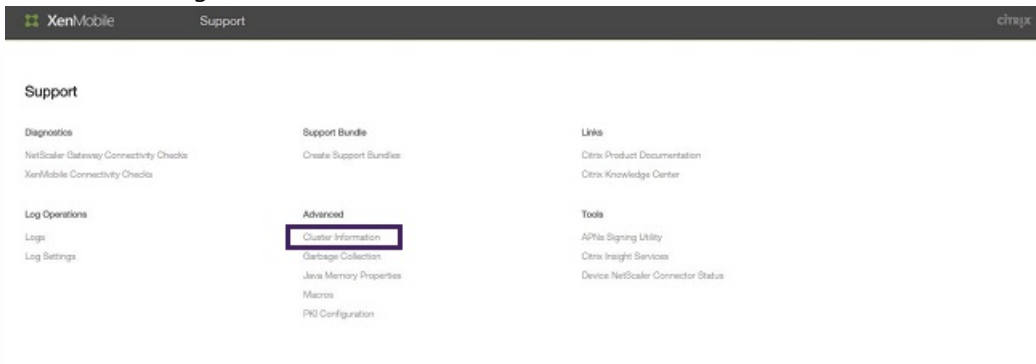 XenMobile Support citrix
Support
Diagnostics
NetScaler Gateway Connectivity Checks
XenMobile Connectivity Checks
Support Bundle
Create Support Bundles
Links
Citrix Product Documentation
Citrix Knowledge Center
Log Operations
Logs
Log Settings
Advanced
Cluster Information
Garbage Collection
Java Memory Properties
Macros
PKI Configuration
Tools
APNs Signing Utility
Citrix Insight Services
Device NetScaler Connector Status